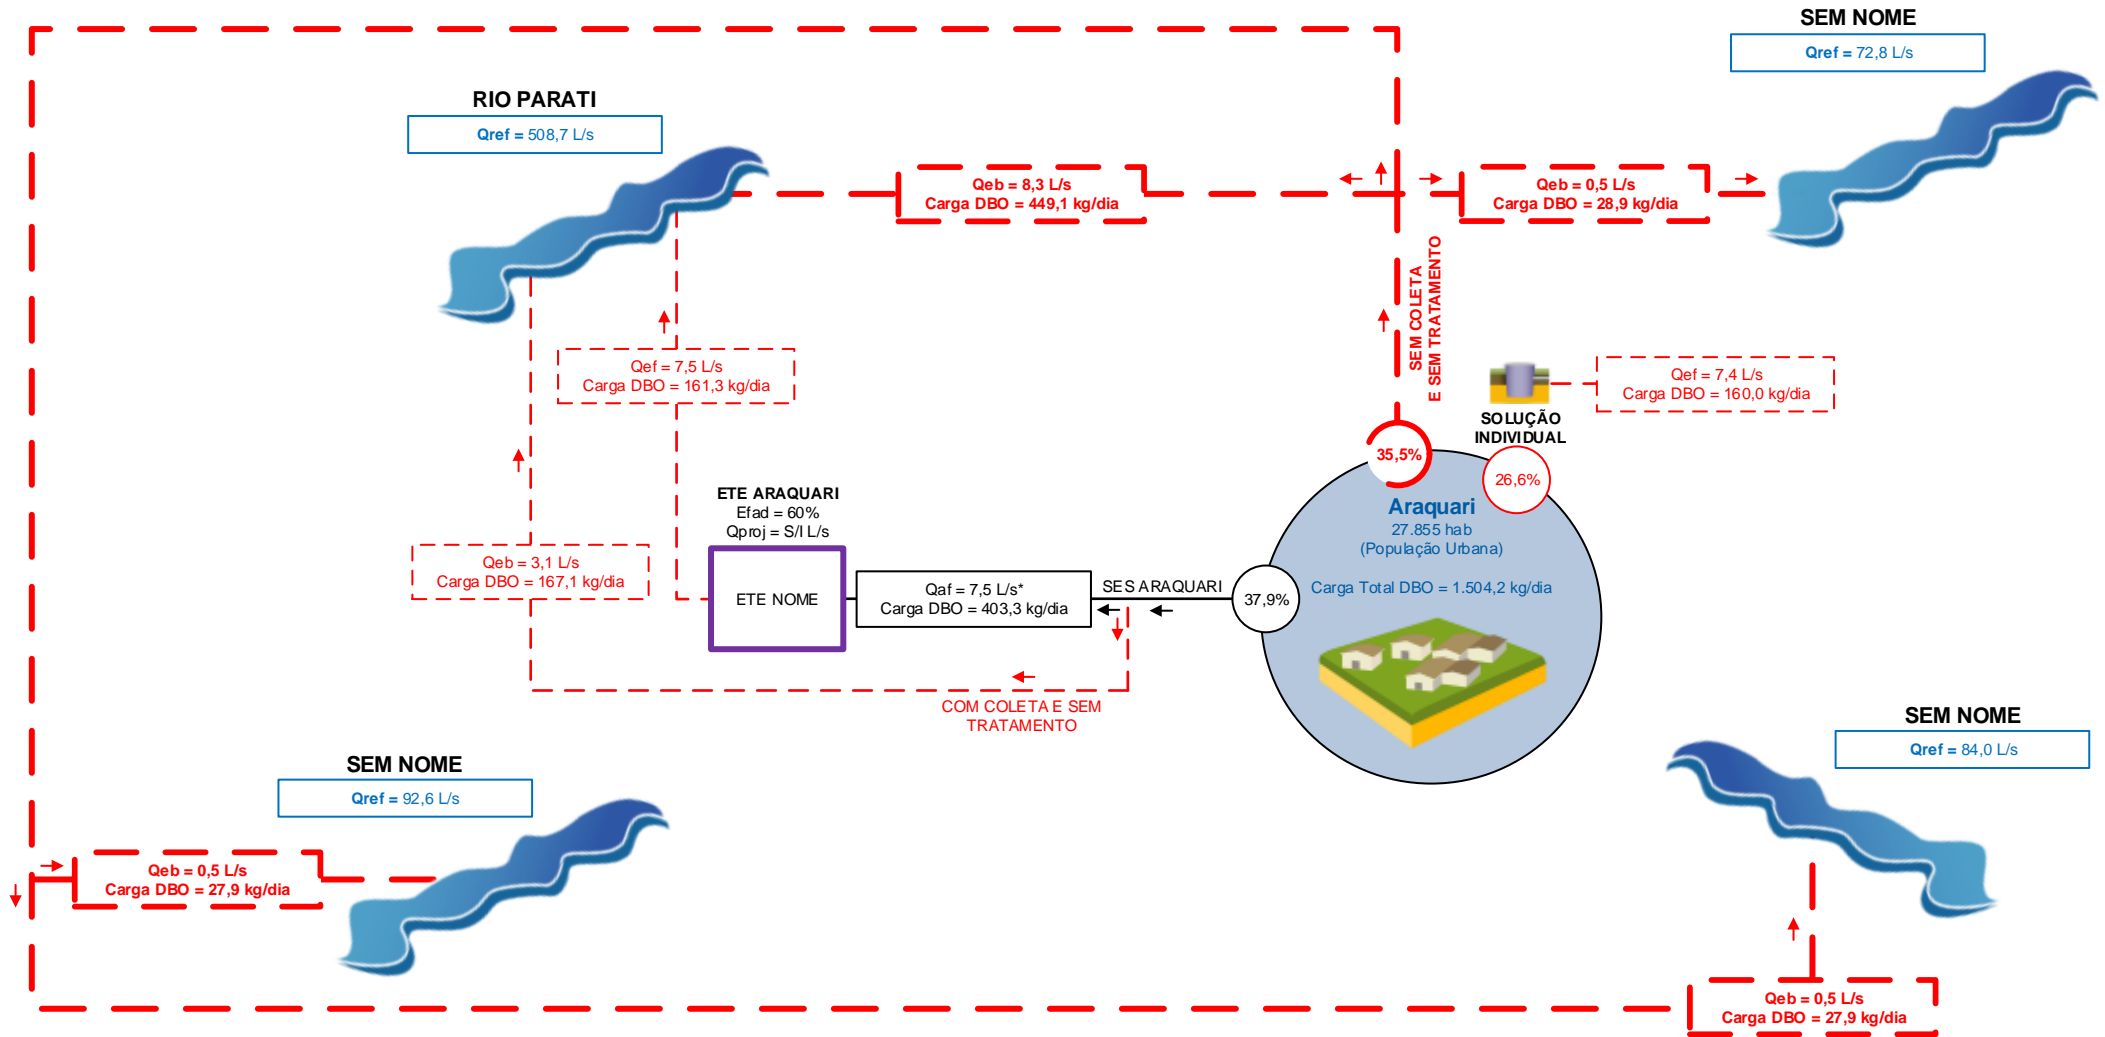 SEM NOME
Qref = 72,8 L/s
RIO PARATI
Qref = 508,7 L/s
Qeb = 8,3 L/s
Carga DBO = 449,1 kg/dia
Qeb = 0,5 L/s
Carga DBO = 28,9 kg/dia
SEM COLETA
E SEM TRATAMENTO
Qef = 7,5 L/s
Carga DBO = 161,3 kg/dia
Qef = 7,4 L/s
Carga DBO = 160,0 kg/dia
SOLUÇÃO
INDIVIDUAL
35,5%
26,6%
ETE ARAQUARI
Efad = 60%
Qproj = S/I L/s
Araquari
27.855 hab
(População Urbana)
Carga Total DBO = 1.504,2 kg/dia
Qeb = 3,1 L/s
Carga DBO = 167,1 kg/dia
ETE NOME
Qaf = 7,5 L/s*
Carga DBO = 403,3 kg/dia
SES ARAQUARI
37,9%
COM COLETA E SEM
TRATAMENTO
SEM NOME
Qref = 84,0 L/s
SEM NOME
Qref = 92,6 L/s
Qeb = 0,5 L/s
Carga DBO = 27,9 kg/dia
Qeb = 0,5 L/s
Carga DBO = 27,9 kg/dia